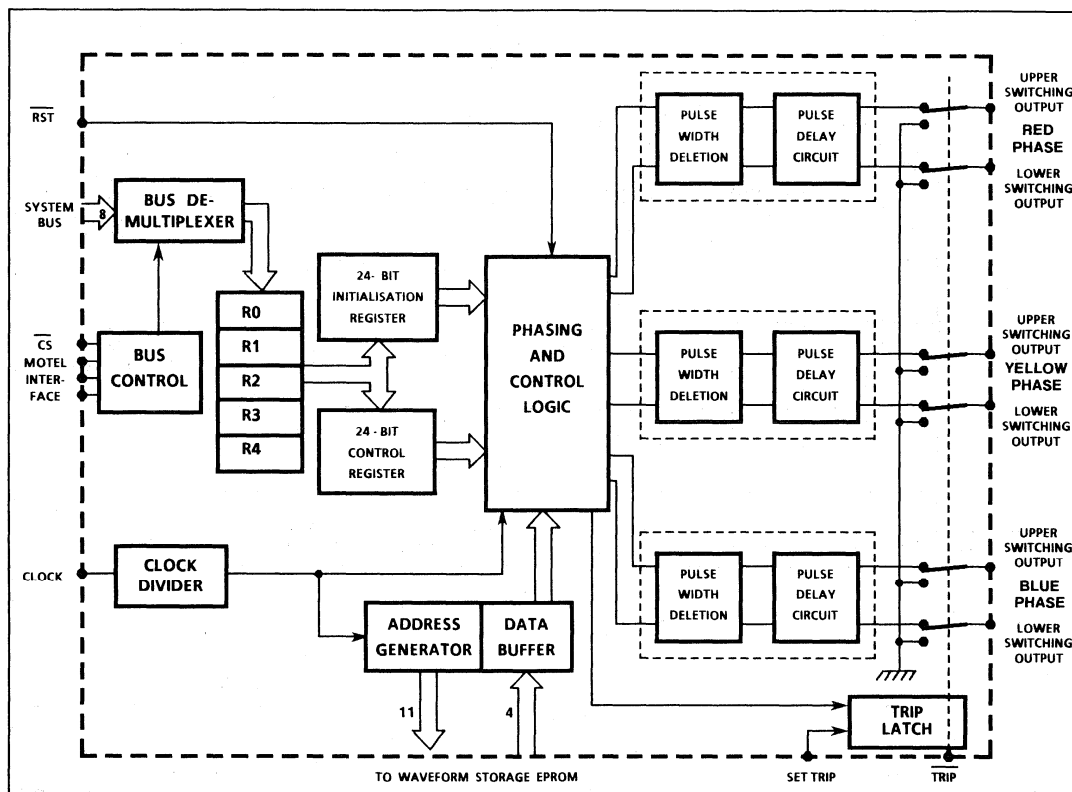 RST
SYSTEM
BUS
8
BUS DE-
MULTIPLEXER
CS
MOTEL
INTER-
FACE
BUS
CONTROL
R0
R1
R2
R3
R4
24- BIT
INITIALISATION
REGISTER
24 - BIT
CONTROL
REGISTER
PHASING
AND
CONTROL
LOGIC
CLOCK
CLOCK
DIVIDER
ADDRESS
GENERATOR
DATA
BUFFER
11
4
TO WAVEFORM STORAGE EPROM
PULSE
WIDTH
DELETION
PULSE
DELAY
CIRCUIT
UPPER
SWITCHING
OUTPUT
RED
PHASE
LOWER
SWITCHING
OUTPUT
PULSE
WIDTH
DELETION
PULSE
DELAY
CIRCUIT
UPPER
SWITCHING
OUTPUT
YELLOW
PHASE
LOWER
SWITCHING
OUTPUT
PULSE
WIDTH
DELETION
PULSE
DELAY
CIRCUIT
UPPER
SWITCHING
OUTPUT
BLUE
PHASE
LOWER
SWITCHING
OUTPUT
TRIP
LATCH
SET TRIP
TRIP